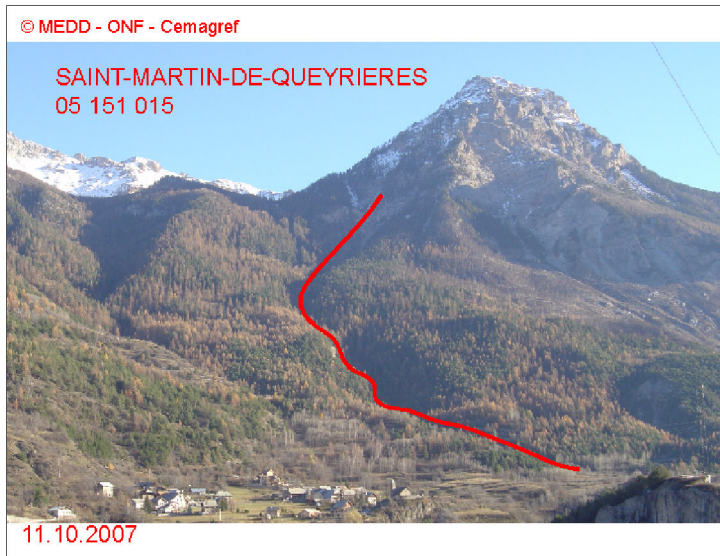 © MEDD - ONF - Cemagref
SAINT-MARTIN-DE-QUEYRIERES
05 151 015
11.10.2007